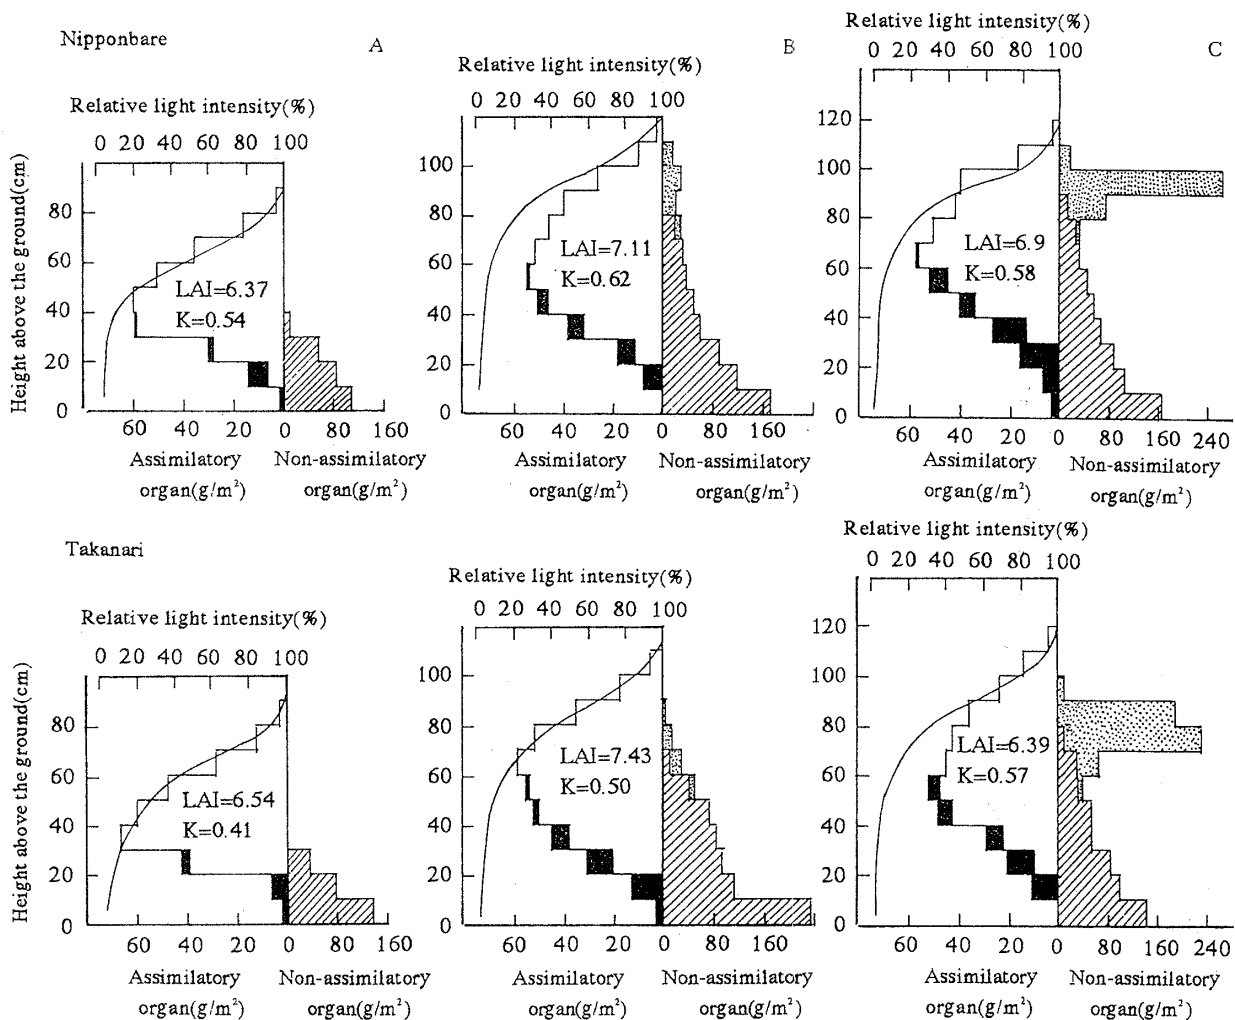 Nipponbare
A
Relative light intensity(%)
0 20 40 60 80 100
Height above the ground(cm)
80
60
40
20
0
LAI=6.37
K=0.54
60 40 20 0 80 160
Assimilatory organ(g/m²)
Non-assimilatory organ(g/m²)
B
Relative light intensity(%)
0 20 40 60 80 100
100
80
60
40
20
0
LAI=7.11
K=0.62
60 40 20 0 80 160
Assimilatory organ(g/m²)
Non-assimilatory organ(g/m²)
C
Relative light intensity(%)
0 20 40 60 80 100
120
100
80
60
40
20
0
LAI=6.9
K=0.58
60 40 20 0 80 160 240
Assimilatory organ(g/m²)
Non-assimilatory organ(g/m²)
Takanari
Relative light intensity(%)
0 20 40 60 80 100
Height above the ground(cm)
80
60
40
20
0
LAI=6.54
K=0.41
60 40 20 0 80 160
Assimilatory organ(g/m²)
Non-assimilatory organ(g/m²)
Relative light intensity(%)
0 20 40 60 80 100
100
80
60
40
20
0
LAI=7.43
K=0.50
60 40 20 0 80 160 240
Assimilatory organ(g/m²)
Non-assimilatory organ(g/m²)
Relative light intensity(%)
0 20 40 60 80 100
120
100
80
60
40
20
0
LAI=6.39
K=0.57
60 40 20 0 80 160 240
Assimilatory organ(g/m²)
Non-assimilatory organ(g/m²)